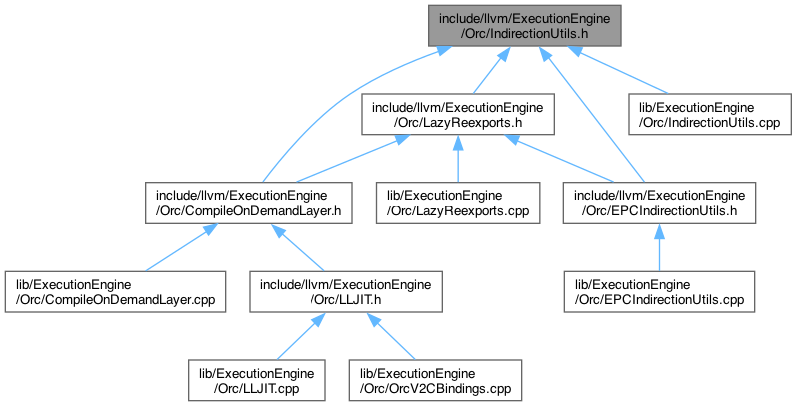 include/llvm/ExecutionEngine
/Orc/IndirectionUtils.h
include/llvm/ExecutionEngine
/Orc/LazyReexports.h
lib/ExecutionEngine
/Orc/IndirectionUtils.cpp
include/llvm/ExecutionEngine
/Orc/CompileOnDemandLayer.h
lib/ExecutionEngine
/Orc/LazyReexports.cpp
include/llvm/ExecutionEngine
/Orc/EPCIndirectionUtils.h
lib/ExecutionEngine
/Orc/CompileOnDemandLayer.cpp
include/llvm/ExecutionEngine
/Orc/LLJIT.h
lib/ExecutionEngine
/Orc/EPCIndirectionUtils.cpp
lib/ExecutionEngine
/Orc/LLJIT.cpp
lib/ExecutionEngine
/Orc/OrcV2CBindings.cpp